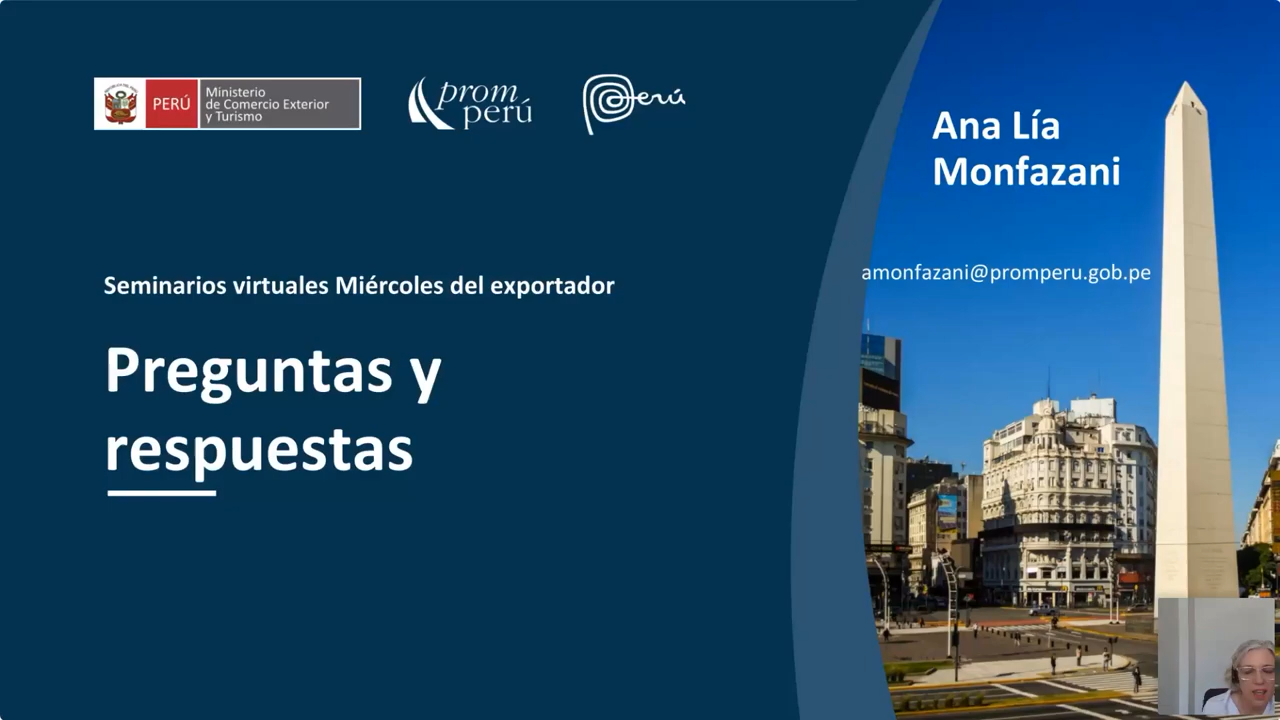 PERÚ
Ministerio
de Comercio Exterior
y Turismo
prom
perú
Perú
Ana Lía
Monfazani
amonfazani@promperu.gob.pe
Seminarios virtuales Miércoles del exportador
Preguntas y
respuestas